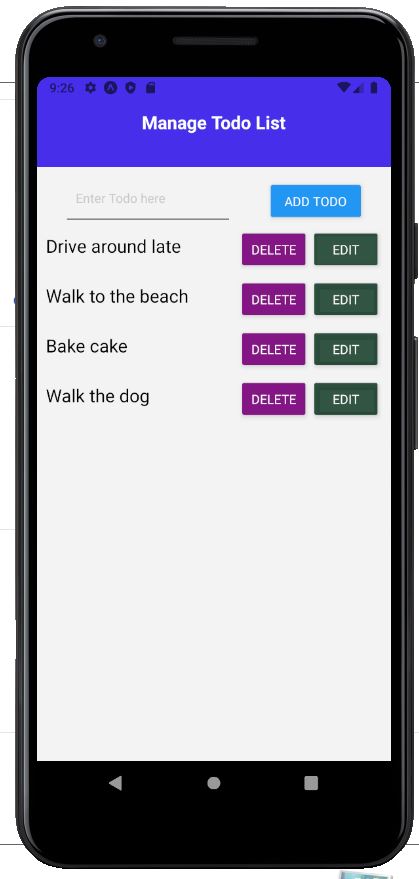 9:26
Manage Todo List
Enter Todo here ADD TODO
Drive around late DELETE EDIT
Walk to the beach DELETE EDIT
Bake cake DELETE EDIT
Walk the dog DELETE EDIT